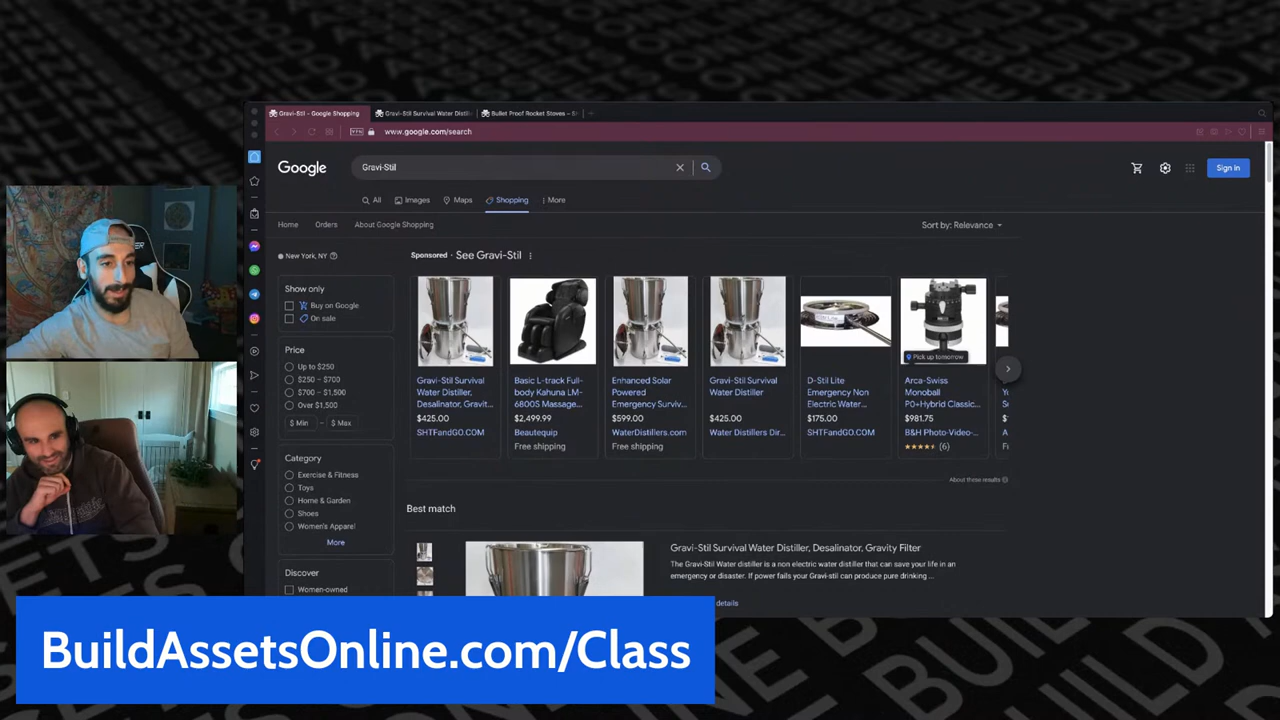 Gravi-Stil - Google Shopping
Gravi-Stil Survival Water Distill
Bullet Proof Rocket Stoves – S
VPN
www.google.com/search
Google
Gravi-Stil
Sign in
All
Images
Maps
Shopping
More
Home
Orders
About Google Shopping
Sort by: Relevance
New York, NY
Show only
Buy on Google
On sale
Price
Up to $250
$250 – $700
$700 – $1,500
Over $1,500
$ Min – $ Max
Category
Exercise & Fitness
Toys
Home & Garden
Shoes
Women's Apparel
More
Discover
Women-owned
Sponsored · See Gravi-Stil
Gravi-Stil Survival
Water Distiller,
Desalinator, Gravit...
$425.00
SHTFandGO.COM
Basic L-track Full-
body Kahuna LM-
6800S Massage...
$2,499.99
Beautequip
Free shipping
Enhanced Solar
Powered
Emergency Surviv...
$599.00
WaterDistillers.com
Free shipping
Gravi-Stil Survival
Water Distiller
$425.00
Water Distillers Dir...
D-Stil Lite
Emergency Non
Electric Water...
$175.00
SHTFandGO.COM
Pick up tomorrow
Arca-Swiss
Monoball
P0+Hybrid Classic...
$981.75
B&H Photo-Video-...
(6)
About these results
Best match
Gravi-Stil Survival Water Distiller, Desalinator, Gravity Filter
The Gravi-Stil Water distiller is a non electric water distiller that can save your life in an
emergency or disaster. If power fails your Gravi-stil can produce pure drinking ...
details
BuildAssetsOnline.com/Class